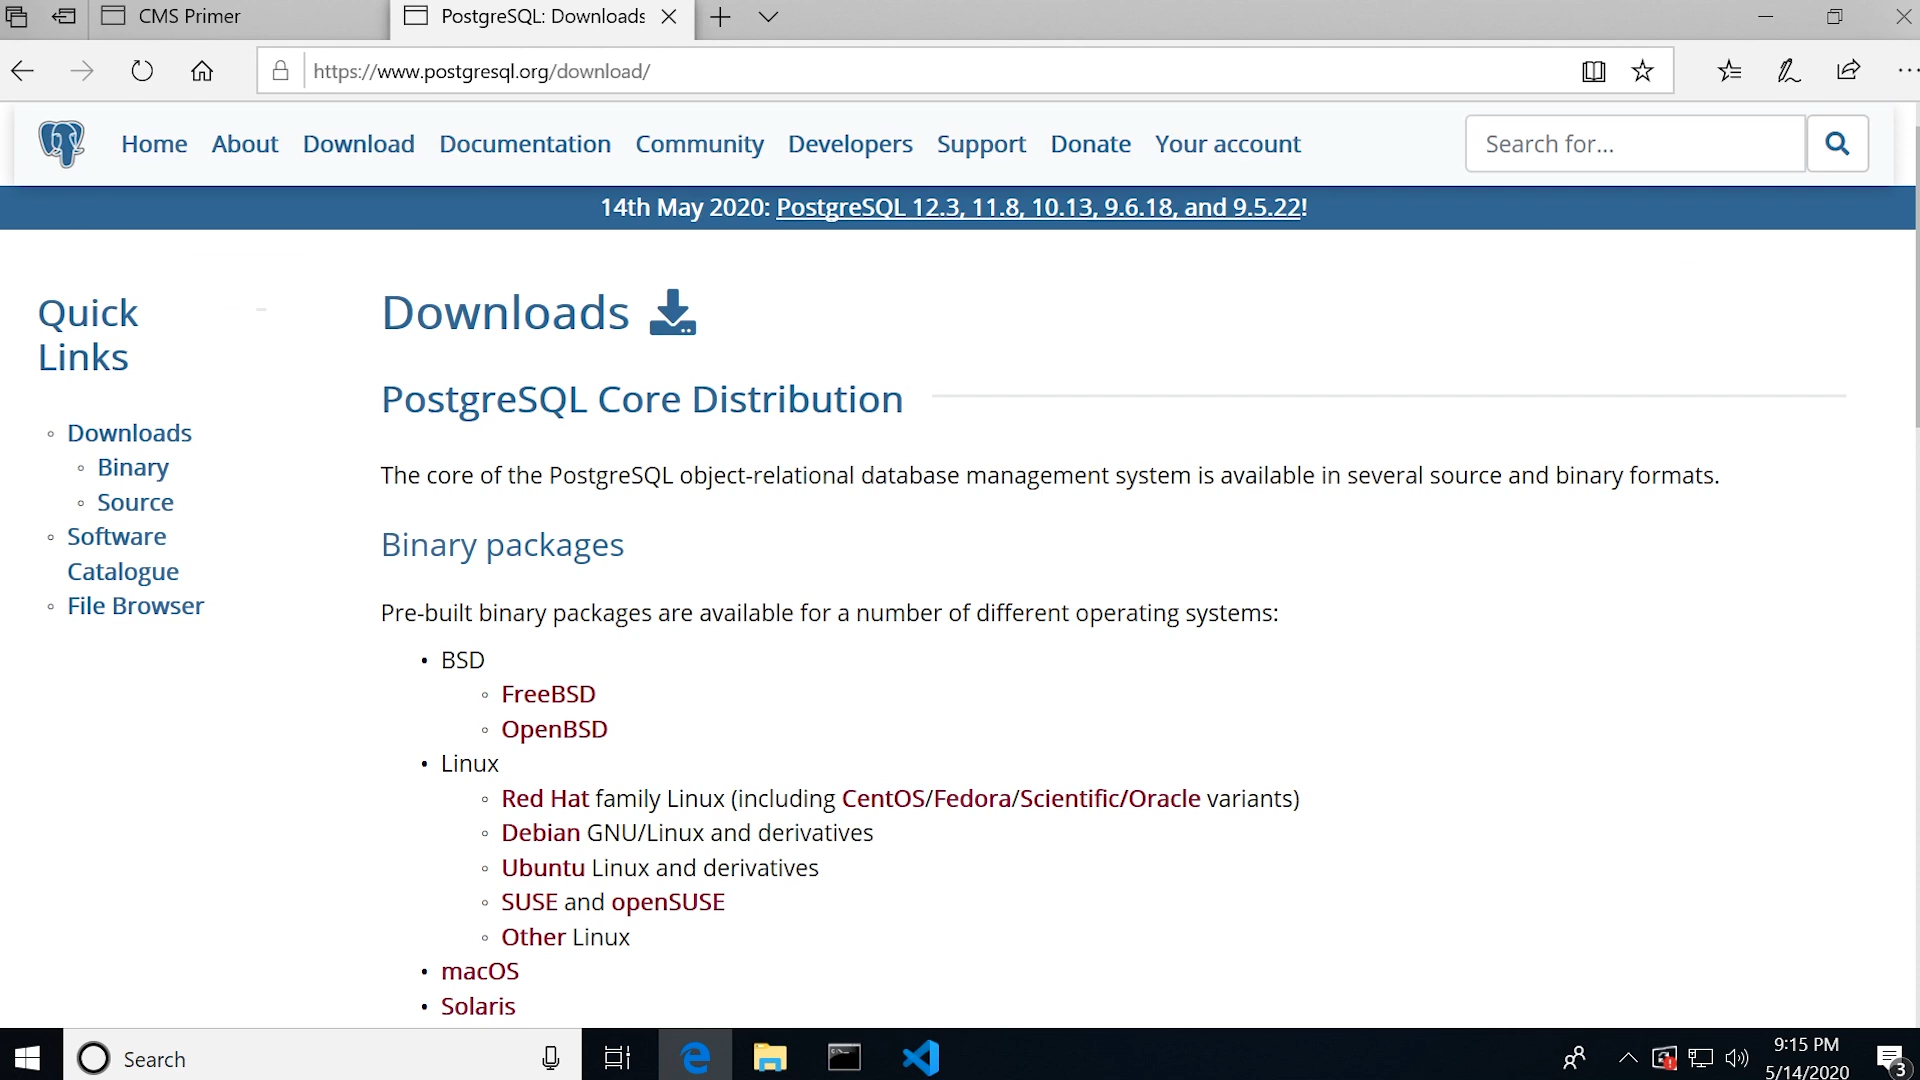 CMS Primer
PostgreSQL: Downloads
https://www.postgresql.org/download/
Home About Download Documentation Community Developers Support Donate Your account
Search for...
14th May 2020: PostgreSQL 12.3, 11.8, 10.13, 9.6.18, and 9.5.22!
Quick
Links
Downloads
Binary
Source
Software
Catalogue
File Browser
Downloads
PostgreSQL Core Distribution
The core of the PostgreSQL object-relational database management system is available in several source and binary formats.
Binary packages
Pre-built binary packages are available for a number of different operating systems:
• BSD
◦ FreeBSD
◦ OpenBSD
• Linux
◦ Red Hat family Linux (including CentOS/Fedora/Scientific/Oracle variants)
◦ Debian GNU/Linux and derivatives
◦ Ubuntu Linux and derivatives
◦ SUSE and openSUSE
◦ Other Linux
• macOS
• Solaris
Search
9:15 PM
5/14/2020
3